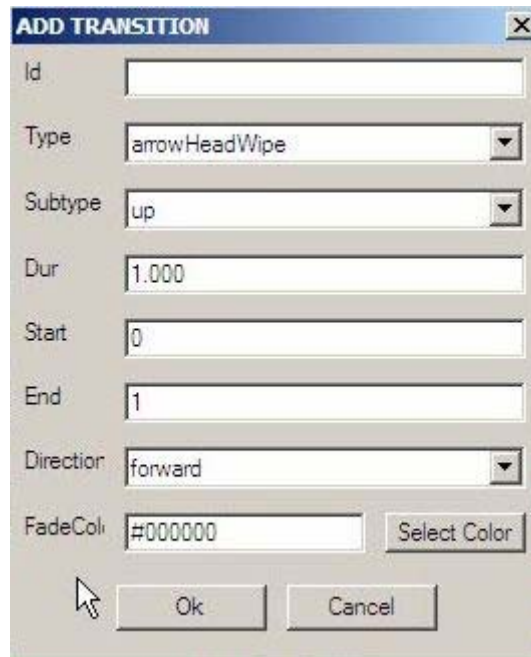 ADD TRANSITION
Id
Type arrowHeadWipe
Subtype up
Dur 1.000
Start 0
End 1
Direction forward
FadeCol #000000 Select Color
Ok Cancel